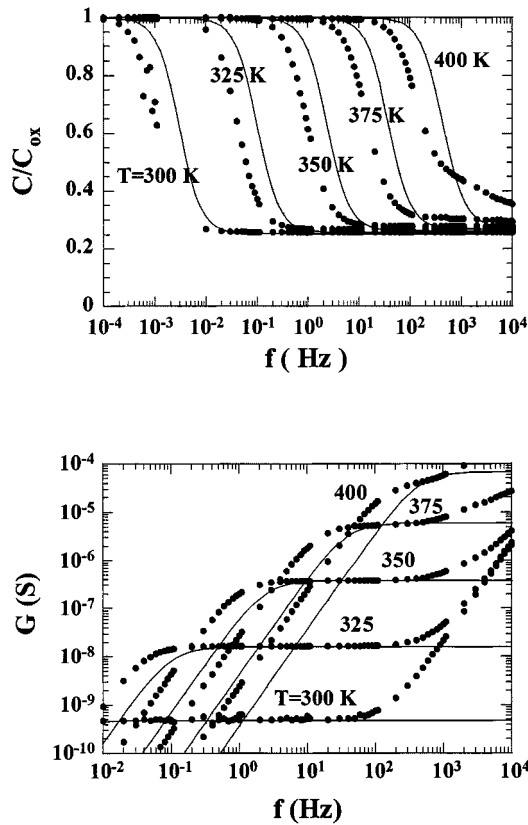 C/C_ox
1
0.8
0.6
0.4
0.2
0
325 K
400 K
375 K
350 K
T=300 K
10^-4 10^-3 10^-2 10^-1 10^0 10^1 10^2 10^3 10^4
f ( Hz )
G (S)
10^-4
10^-5
10^-6
10^-7
10^-8
10^-9
10^-10
400
375
350
325
T=300 K
10^-2 10^-1 10^0 10^1 10^2 10^3 10^4
f (Hz)